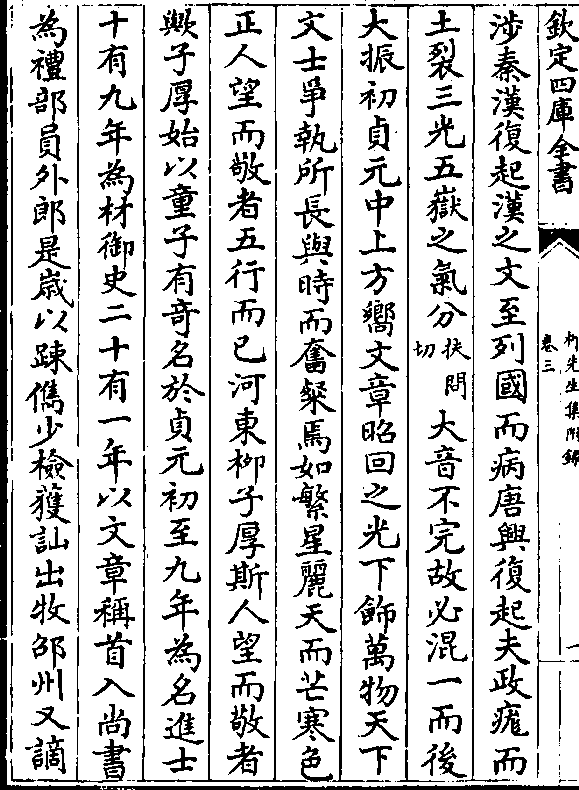 欽定四庫全書
柳先生集附錄
卷三
一
涉秦漢復起漢之文至列國而病唐興復起夫政㾮而
土裂三光五嶽之氣分扶問切大音不完故必混一而後
大振初貞元中上方嚮文章昭回之光下飾萬物天下
文士爭執所長與時而奮粲焉如繁星麗天而芒寒色
正人望而敬者五行而已河東柳子厚斯人望而敬者
歟子厚始以童子有奇名於貞元初至九年為名進士
十有九年為材御史二十有一年以文章稱首入尚書
為禮部員外郎是歲以踈儁少檢獲訕出牧邵州又謫